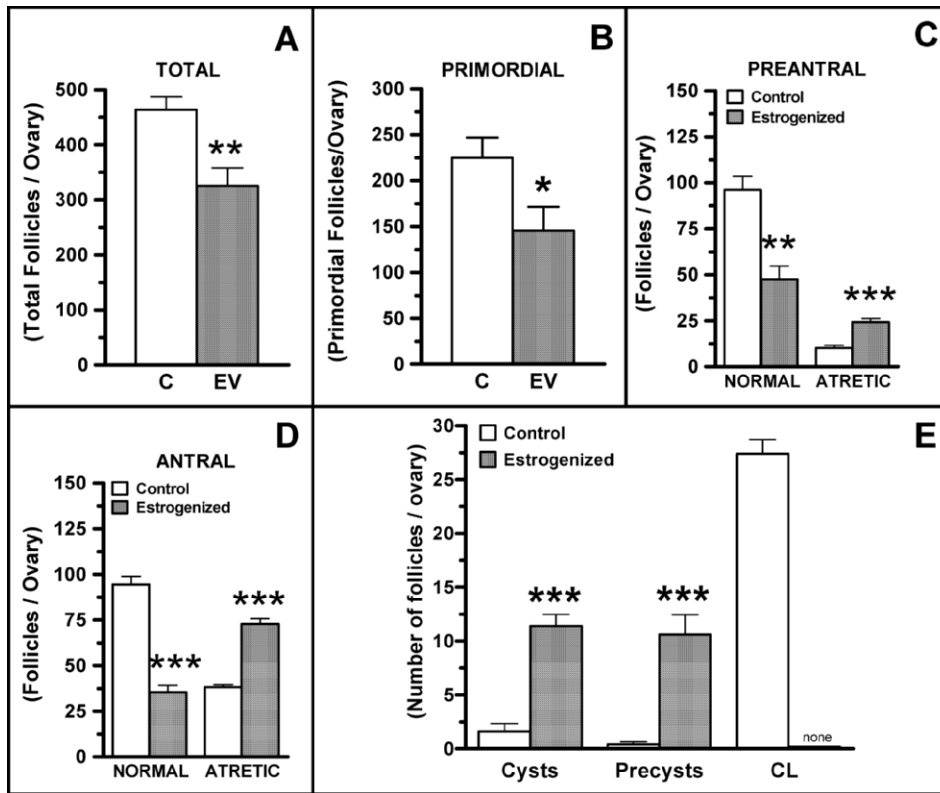 A
TOTAL
(Total Follicles / Ovary)
500
400
300
200
100
0
**
C EV
B
PRIMORDIAL
(Primordial Follicles/Ovary)
300
250
200
150
100
50
0
*
C EV
C
PREANTRAL
Control
Estrogenized
(Follicles / Ovary)
150
125
100
75
50
25
0
**
***
NORMAL ATRETIC
D
ANTRAL
Control
Estrogenized
(Follicles / Ovary)
150
125
100
75
50
25
0
***
***
NORMAL ATRETIC
E
Control
Estrogenized
(Number of follicles / ovary)
30
25
20
15
10
5
0
***
***
none
Cysts Precysts CL